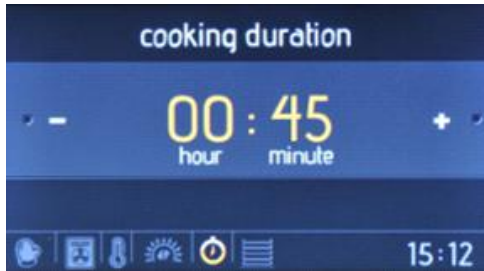 cooking duration
- 00 : 45 +
hour minute
15:12